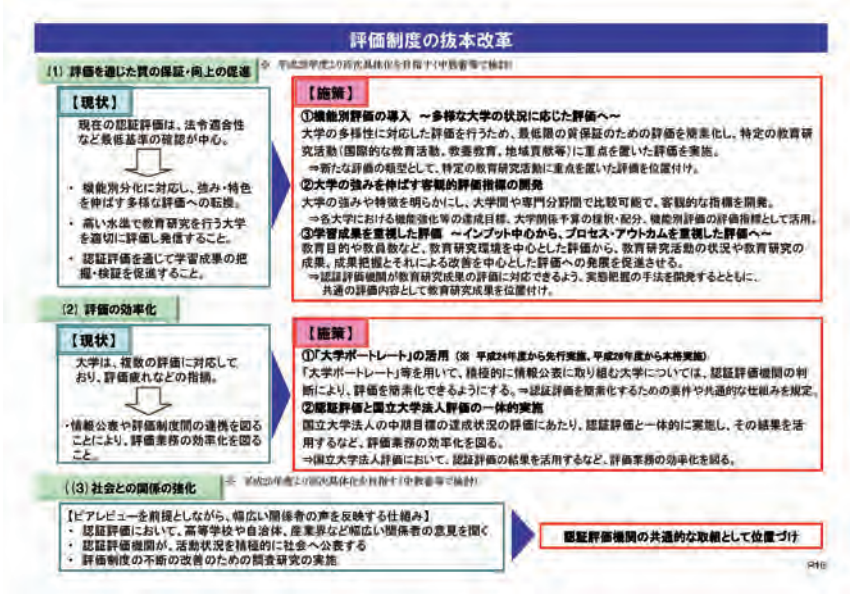 評価制度の抜本改革
(1) 評価を通じた質の保証・向上の促進
【現状】
現在の認証評価は、法令適合性
など最低基準の確認が中心。
・ 機能別分化に対応し、強み・特色
を伸ばす多様な評価への転換。
・ 高い水準で教育研究を行う大学
を適切に評価し発信すること。
・ 認証評価を通じて学習成果の把
握・検証を促進すること。
【施策】
①機能別評価の導入 ~多様な大学の状況に応じた評価へ~
大学の多様性に対応した評価を行うため、最低限の質保証のための評価を簡素化し、特定の教育研
究活動(国際的な教育活動、教養教育、地域貢献等)に重点を置いた評価を実施。
⇒新たな評価の類型として、特定の教育研究活動に重点を置いた評価を位置付け。
②大学の強みを伸ばす客観的評価指標の開発
大学の強みや特徴を明らかにし、大学間や専門分野間で比較可能で、客観的な指標を開発。
⇒各大学における機能強化等の達成目標、大学関係予算の採択・配分、機能別評価の評価指標として活用。
③学習成果を重視した評価 ~インプット中心から、プロセス・アウトカムを重視した評価へ~
教育目的や教員数など、教育研究環境を中心とした評価から、教育研究活動の状況や教育研究の
成果、成果把握とそれによる改善を中心とした評価への発展を促進させる。
⇒認証評価機関が教育研究成果の評価に対応できるよう、実態把握の手法を開発するとともに、
共通の評価内容として教育研究成果を位置付け。
(2) 評価の効率化
【現状】
大学は、複数の評価に対応して
おり、評価疲れなどの指摘。
・情報公表や評価制度間の連携を図る
ことにより、評価業務の効率化を図る
こと。
【施策】
①「大学ポートレート」の活用 (※ 平成24年度から先行実施、平成26年度から本格実施)
「大学ポートレート」等を用いて、積極的に情報公表に取り組む大学については、認証評価機関の判
断により、評価を簡素化できるようにする。⇒認証評価を簡素化するための要件や共通的な仕組みを規定。
②認証評価と国立大学法人評価の一体的実施
国立大学法人の中期目標の達成状況の評価にあたり、認証評価と一体的に実施し、その結果を活
用するなど、評価業務の効率化を図る。
⇒国立大学法人評価において、認証評価の結果を活用するなど、評価業務の効率化を図る。
((3)社会との関係の強化
【ピアレビューを前提としながら、幅広い関係者の声を反映する仕組み】
・ 認証評価において、高等学校や自治体、産業界など幅広い関係者の意見を聞く
・ 認証評価機関が、活動状況を積極的に社会へ公表する
・ 評価制度の不断の改善のための調査研究の実施
認証評価機関の共通的な取組として位置づけ